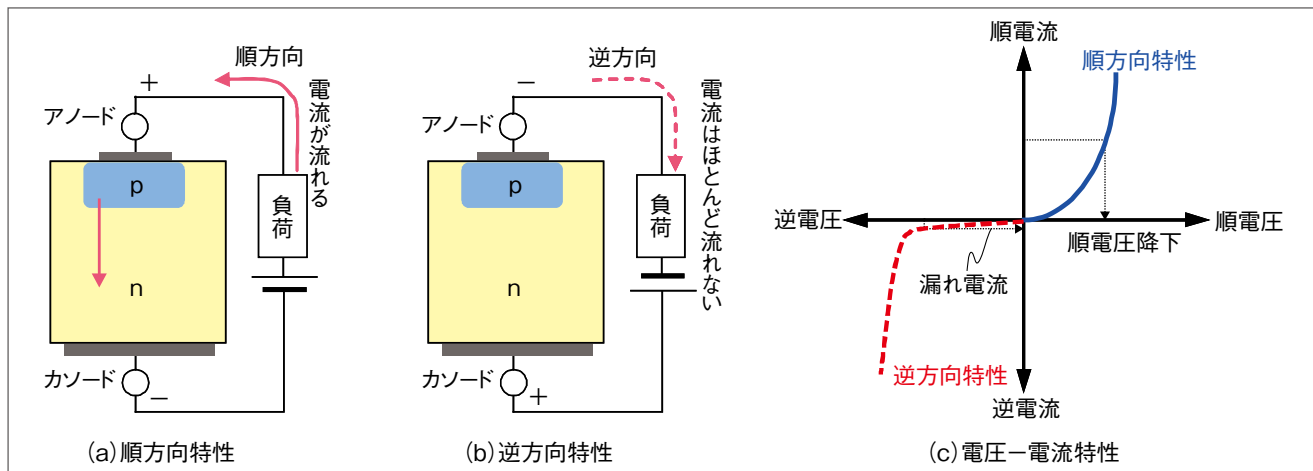 順方向
+
アノード
電流が流れる
p
負荷
n
カソード
−
(a)順方向特性
逆方向
−
アノード
電流はほとんど流れない
p
負荷
n
カソード
+
(b)逆方向特性
順電流
順方向特性
逆電圧
順電圧
順電圧降下
漏れ電流
逆方向特性
逆電流
(c)電圧−電流特性